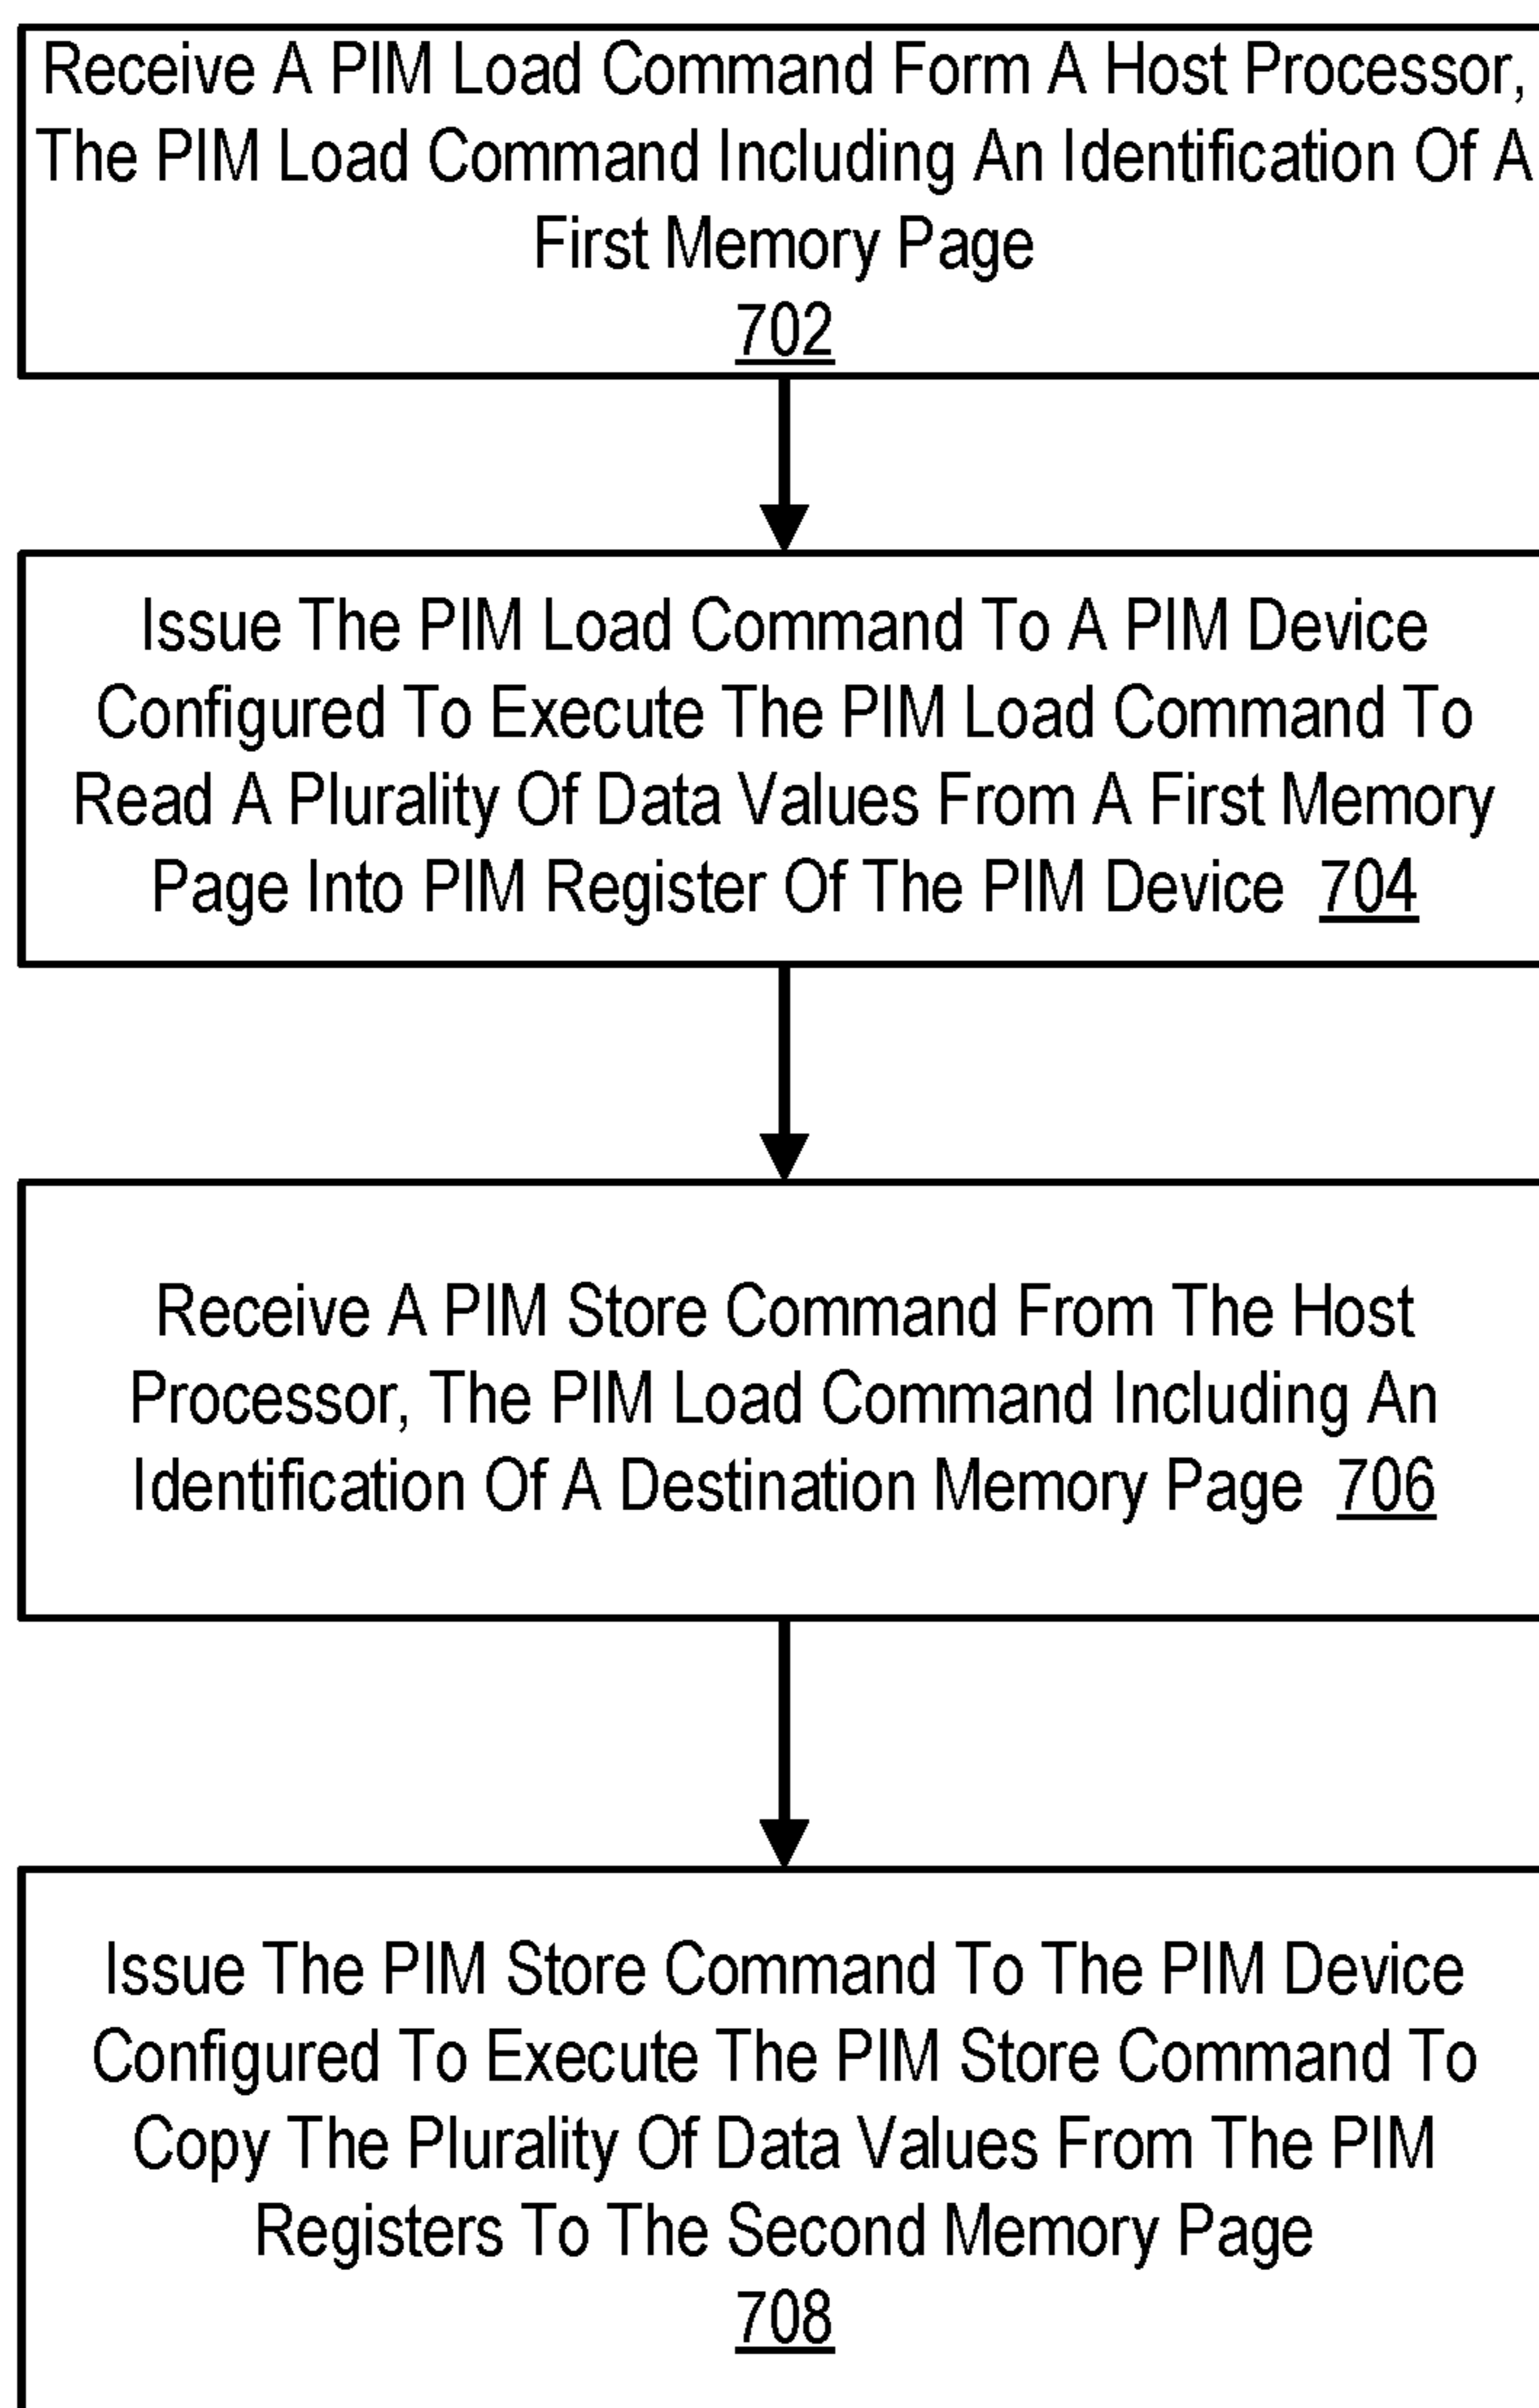 Receive A PIM Load Command Form A Host Processor,
The PIM Load Command Including An Identification Of A
First Memory Page
702
Issue The PIM Load Command To A PIM Device
Configured To Execute The PIM Load Command To
Read A Plurality Of Data Values From A First Memory
Page Into PIM Register Of The PIM Device 704
Receive A PIM Store Command From The Host
Processor, The PIM Load Command Including An
Identification Of A Destination Memory Page 706
Issue The PIM Store Command To The PIM Device
Configured To Execute The PIM Store Command To
Copy The Plurality Of Data Values From The PIM
Registers To The Second Memory Page
708